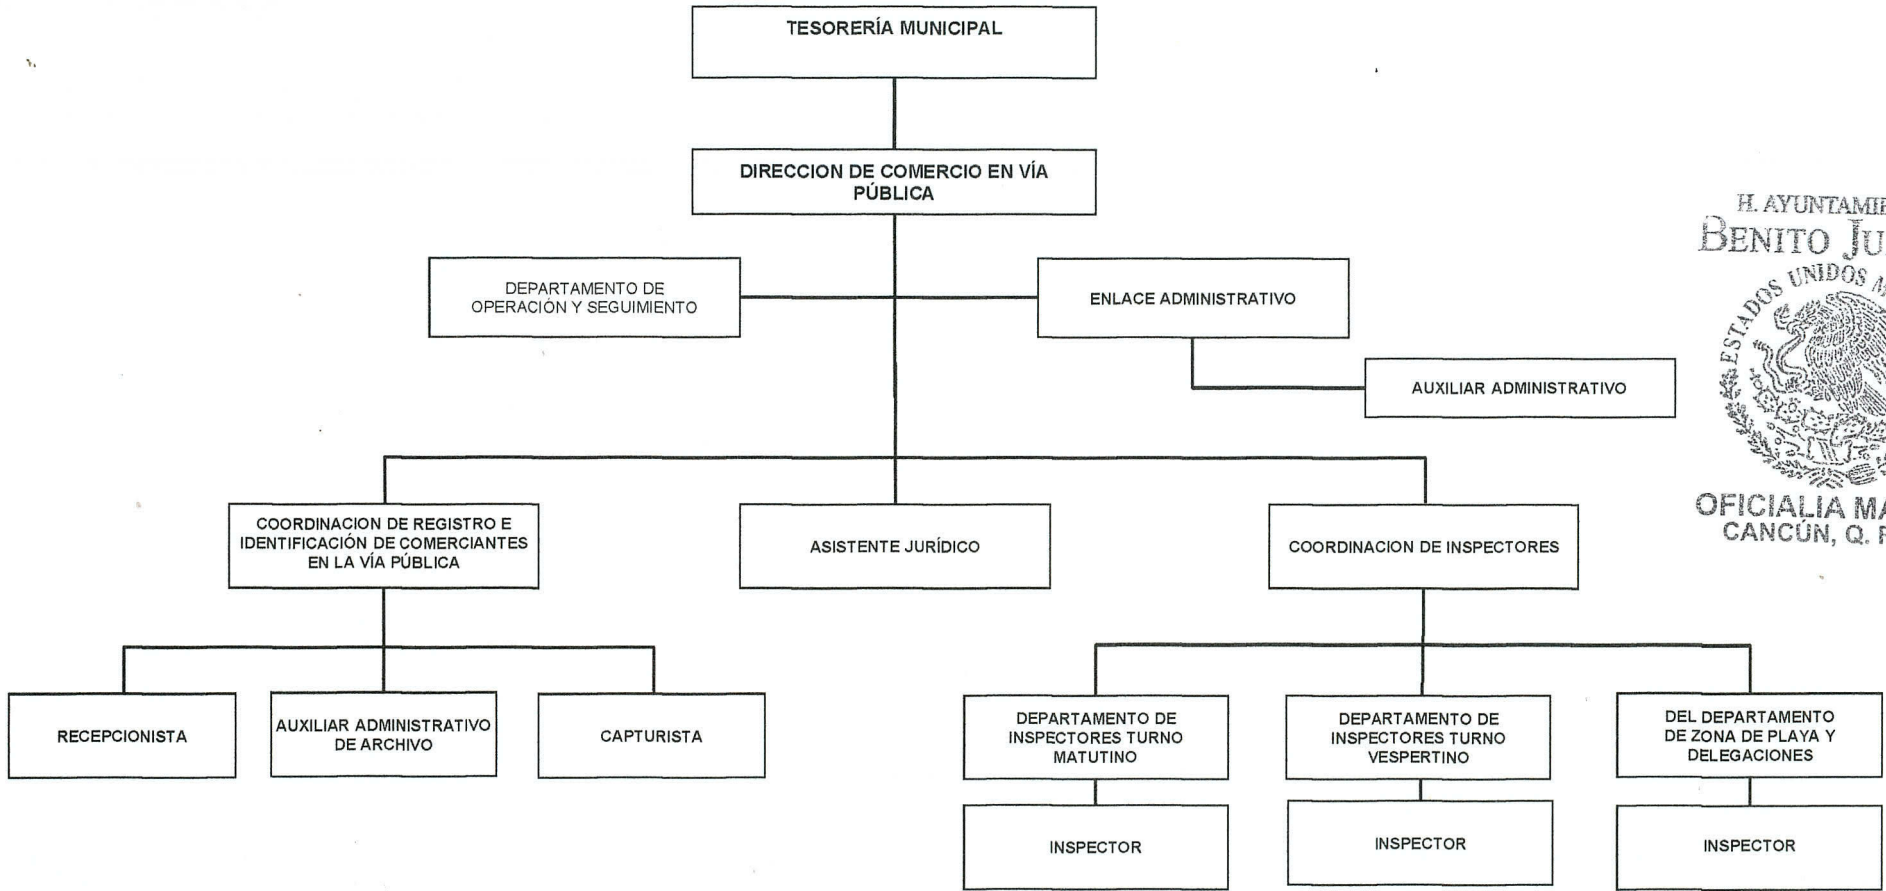 TESORERÍA MUNICIPAL
DIRECCION DE COMERCIO EN VÍA
PÚBLICA
DEPARTAMENTO DE
OPERACIÓN Y SEGUIMIENTO
ENLACE ADMINISTRATIVO
AUXILIAR ADMINISTRATIVO
H. AYUNTAMIE
BENITO JU
ESTADOS UNIDOS M
OFICIALIA MA
CANCÚN, Q. R
COORDINACION DE REGISTRO E
IDENTIFICACIÓN DE COMERCIANTES
EN LA VÍA PÚBLICA
ASISTENTE JURÍDICO
COORDINACION DE INSPECTORES
RECEPCIONISTA
AUXILIAR ADMINISTRATIVO
DE ARCHIVO
CAPTURISTA
DEPARTAMENTO DE
INSPECTORES TURNO
MATUTINO
DEPARTAMENTO DE
INSPECTORES TURNO
VESPERTINO
DEL DEPARTAMENTO
DE ZONA DE PLAYA Y
DELEGACIONES
INSPECTOR
INSPECTOR
INSPECTOR